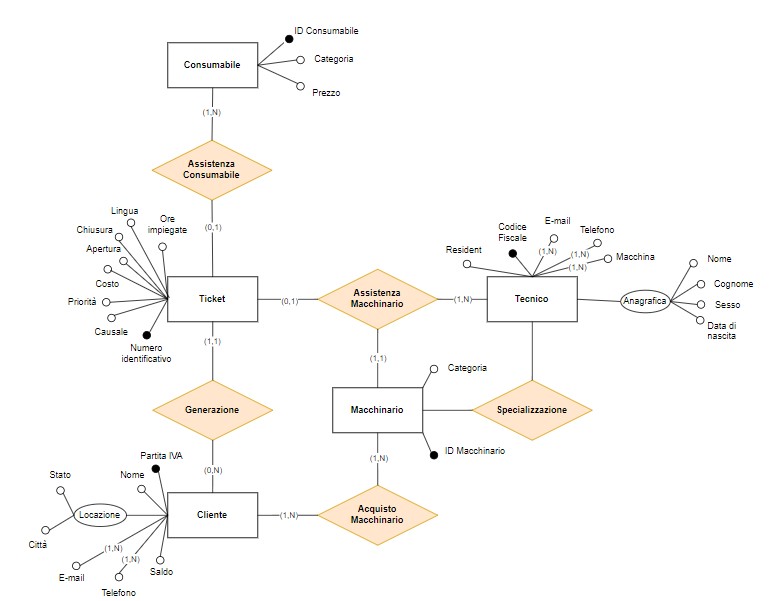 ID Consumabile
Consumabile
Categoria
Prezzo
(1,N)
Assistenza
Consumabile
(0,1)
Lingua
Ore
impiegate
Chiusura
Apertura
Costo
Priorità
Causale
Numero
identificativo
Ticket
(0,1)
Assistenza
Macchinario
(1,N)
Tecnico
Resident
Codice
Fiscale
E-mail
(1,N)
Telefono
(1,N)
Macchina
(1,N)
Anagrafica
Nome
Cognome
Sesso
Data di
nascita
(1,1)
(1,1)
Categoria
Generazione
Macchinario
Specializzazione
ID Macchinario
(0,N)
(1,N)
Partita IVA
Nome
Stato
Locazione
Città
Cliente
(1,N)
Acquisto
Macchinario
(1,N)
E-mail
(1,N)
Telefono
Saldo